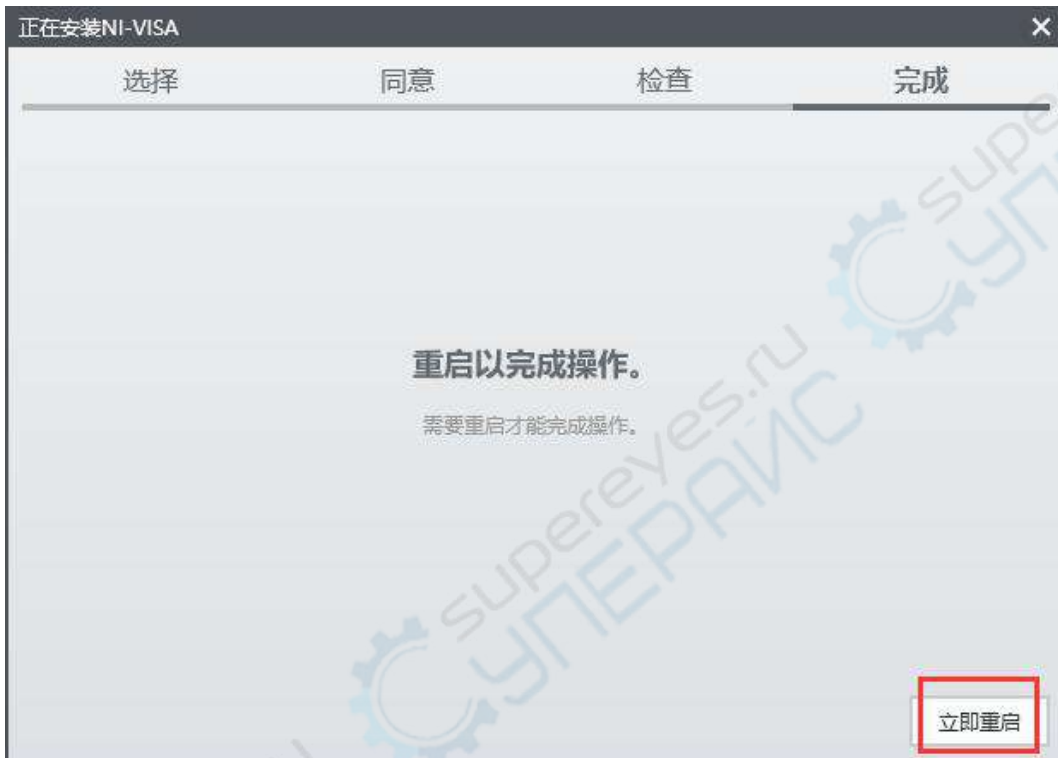 正在安装NI-VISA
选择 同意 检查 完成
重启以完成操作。
需要重启才能完成操作。
立即重启
supereyes.ru
СУПЕРАЙС